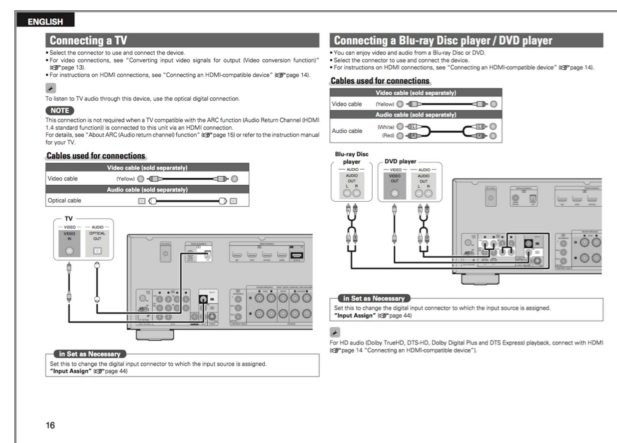 ENGLISH
Connecting a TV
• Select the connector to use and connect the device.
• For video connections, see "Converting input video signals for output (Video conversion function)"
(page 13).
• For instructions on HDMI connections, see "Connecting an HDMI-compatible device" (page 14).
To listen to TV audio through this device, use the optical digital connection.
NOTE
This connection is not required when a TV compatible with the ARC function (Audio Return Channel (HDMI
1.4 standard function)) is connected to this unit via an HDMI connection.
For details, see "About ARC (Audio return channel) function" (page 15) or refer to the instruction manual
for your TV.
Cables used for connections
Video cable (sold separately)
Video cable (Yellow)
Audio cable (sold separately)
Optical cable
TV
VIDEO AUDIO
VIDEO IN
OPTICAL OUT
in Set as Necessary
Set this to change the digital input connector to which the input source is assigned.
"Input Assign" (page 44)
Connecting a Blu-ray Disc player / DVD player
• You can enjoy video and audio from a Blu-ray Disc or DVD.
• Select the connector to use and connect the device.
• For instructions on HDMI connections, see "Connecting an HDMI-compatible device" (page 14).
Cables used for connections
Video cable (sold separately)
Video cable (Yellow)
Audio cable (sold separately)
Audio cable (White)
(Red)
Blu-ray Disc
player
DVD player
AUDIO
AUDIO
OUT
L R
VIDEO AUDIO
VIDEO
OUT
AUDIO
OUT
L R
in Set as Necessary
Set this to change the digital input connector to which the input source is assigned.
"Input Assign" (page 44)
For HD audio (Dolby TrueHD, DTS-HD, Dolby Digital Plus and DTS Express) playback, connect with HDMI
(page 14 "Connecting an HDMI-compatible device").
16